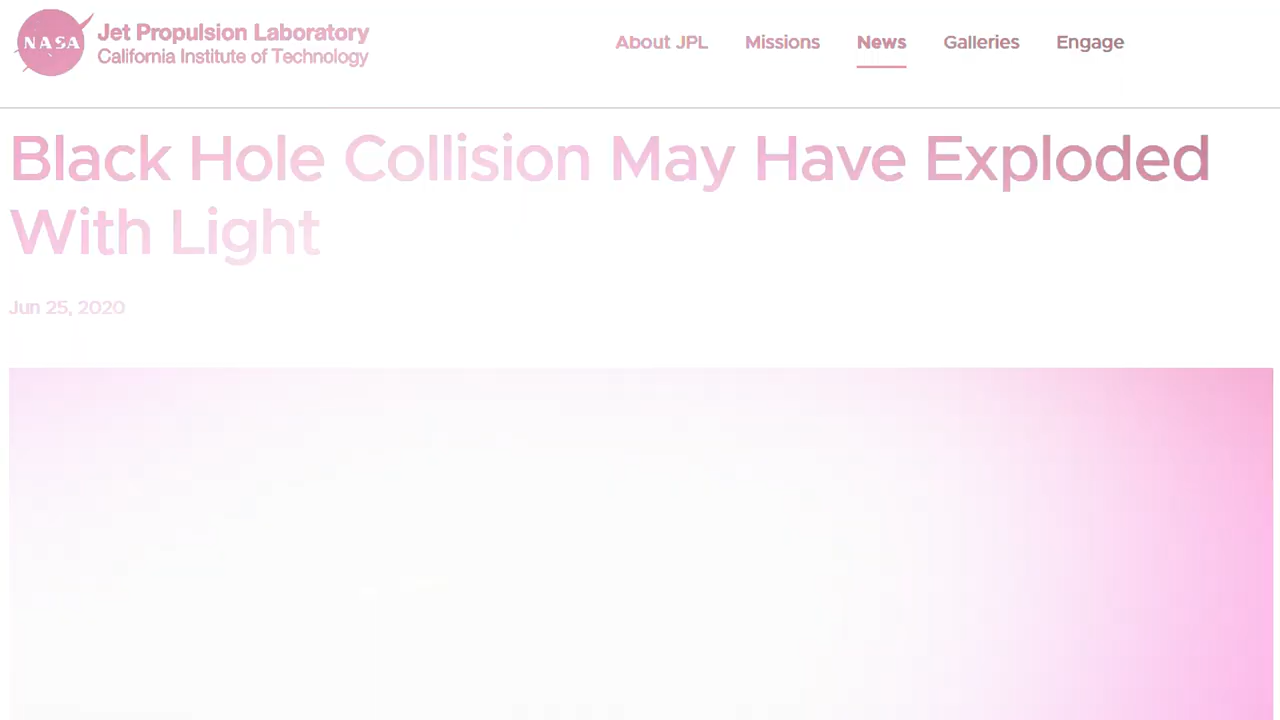 NASA
Jet Propulsion Laboratory
California Institute of Technology
About JPL Missions News Galleries Engage
Black Hole Collision May Have Exploded
With Light
Jun 25, 2020